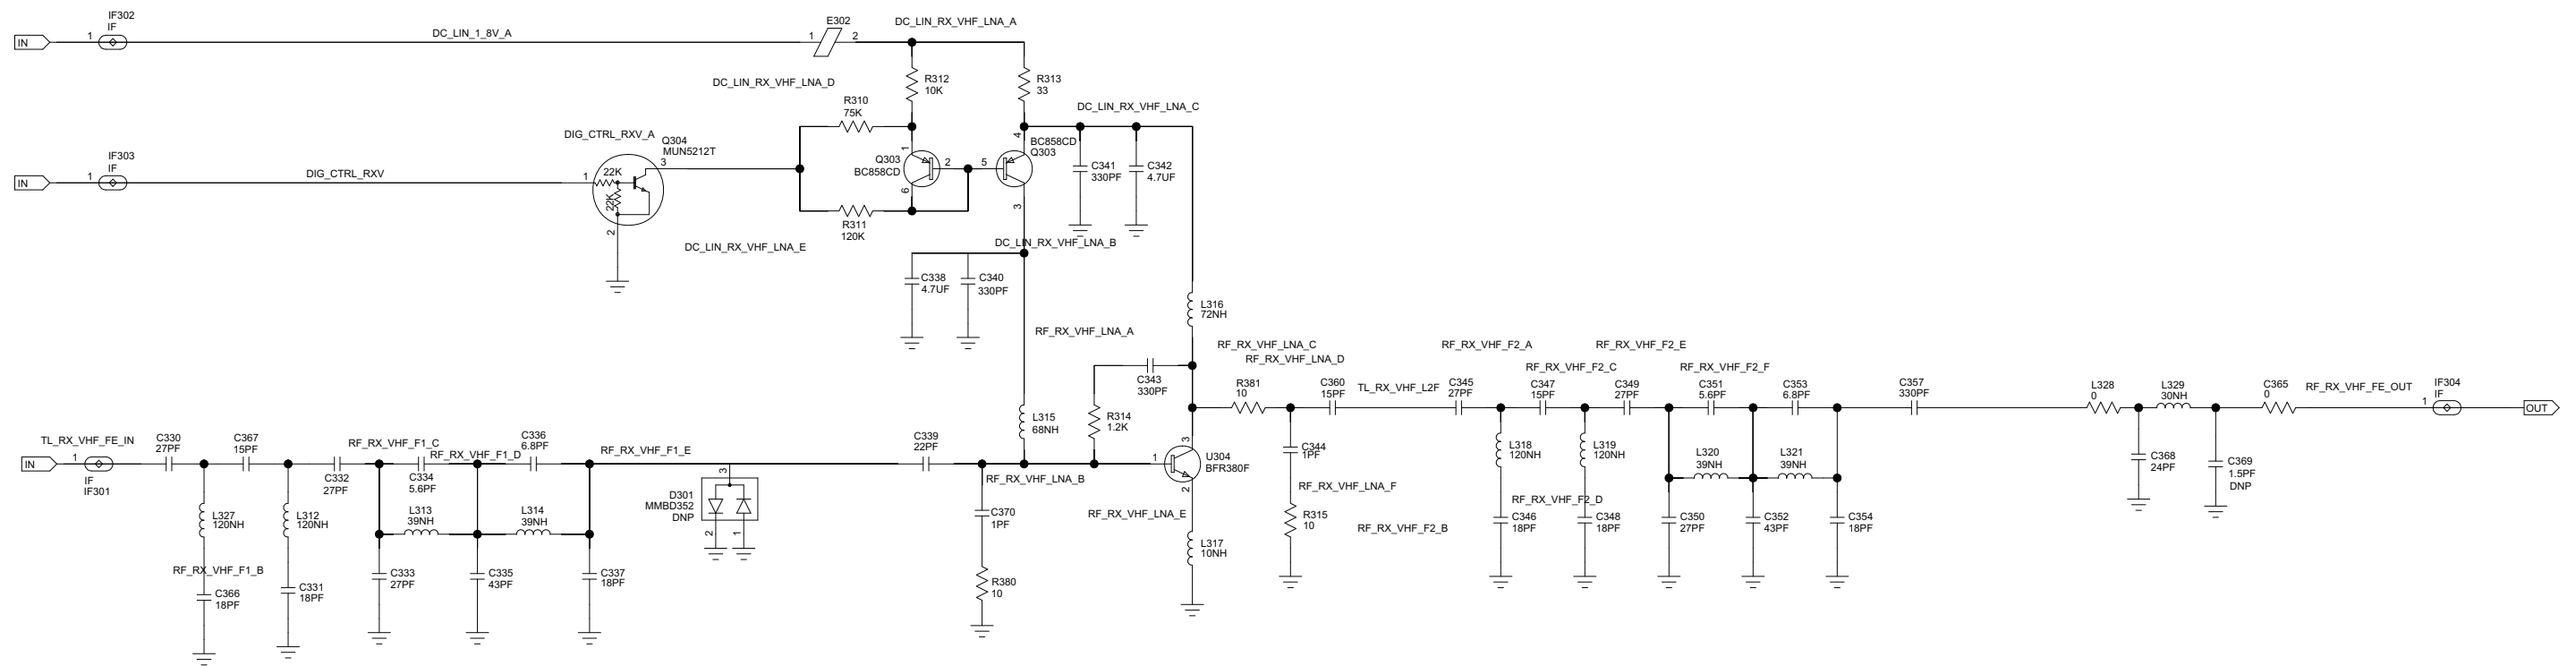 IF302
IF
IN
1
DC_LIN_1_8V_A
E302
1
2
DC_LIN_RX_VHF_LNA_A
R312
10K
R313
33
DC_LIN_RX_VHF_LNA_D
R310
75K
DC_LIN_RX_VHF_LNA_C
IF303
IF
IN
1
DIG_CTRL_RXV
DIG_CTRL_RXV_A
Q304
MUN5212T
1
22K
22K
3
2
Q303
BC858CD
1
2
6
5
4
3
BC858CD
Q303
C341
330PF
C342
4.7UF
R311
120K
DC_LIN_RX_VHF_LNA_E
DC_LIN_RX_VHF_LNA_B
C338
4.7UF
C340
330PF
L316
72NH
RF_RX_VHF_LNA_A
C343
330PF
L315
68NH
R314
1.2K
RF_RX_VHF_LNA_C
RF_RX_VHF_LNA_D
R381
10
C360
15PF
TL_RX_VHF_L2F
RF_RX_VHF_F2_A
C345
27PF
RF_RX_VHF_F2_C
C347
15PF
RF_RX_VHF_F2_E
C349
27PF
RF_RX_VHF_F2_F
C351
5.6PF
C353
6.8PF
C357
330PF
L328
0
L329
30NH
C365
0
RF_RX_VHF_FE_OUT
IF304
IF
1
OUT
TL_RX_VHF_FE_IN
IN
1
IF
IF301
C330
27PF
C367
15PF
C332
27PF
RF_RX_VHF_F1_C
C334
5.6PF
RF_RX_VHF_F1_D
C336
6.8PF
RF_RX_VHF_F1_E
C339
22PF
RF_RX_VHF_LNA_B
1
3
2
U304
BFR380F
C344
1PF
RF_RX_VHF_LNA_F
R315
10
L318
120NH
L319
120NH
L320
39NH
L321
39NH
C368
24PF
C369
1.5PF
DNP
L327
120NH
L312
120NH
L313
39NH
L314
39NH
D301
MMBD352
DNP
3
2
1
C370
1PF
RF_RX_VHF_LNA_E
L317
10NH
RF_RX_VHF_F2_B
RF_RX_VHF_F2_D
C346
18PF
C348
18PF
C350
27PF
C352
43PF
C354
18PF
RF_RX_VHF_F1_B
C366
18PF
C331
18PF
C333
27PF
C335
43PF
C337
18PF
R380
10